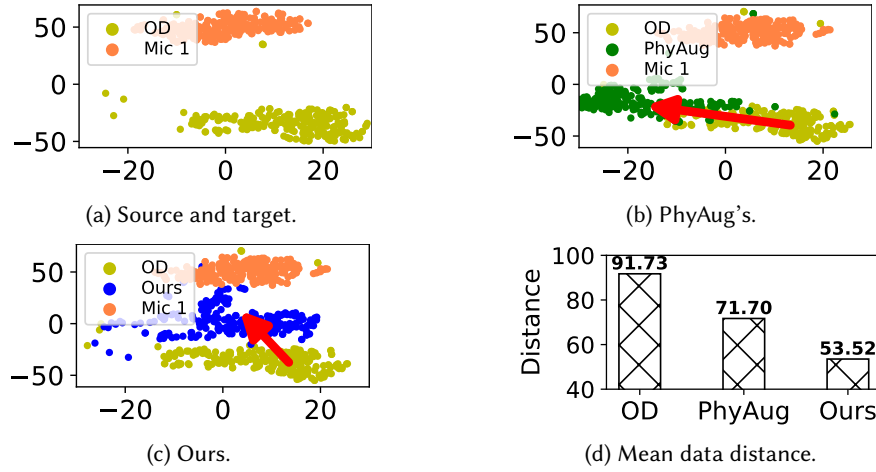 OD
Mic 1
50
0
−50
−20
0
20
(a) Source and target.
OD
PhyAug
Mic 1
50
0
−50
−20
0
20
(b) PhyAug's.
OD
Ours
Mic 1
50
0
−50
−20
0
20
(c) Ours.
Distance
100
80
60
40
91.73
71.70
53.52
OD
PhyAug
Ours
(d) Mean data distance.